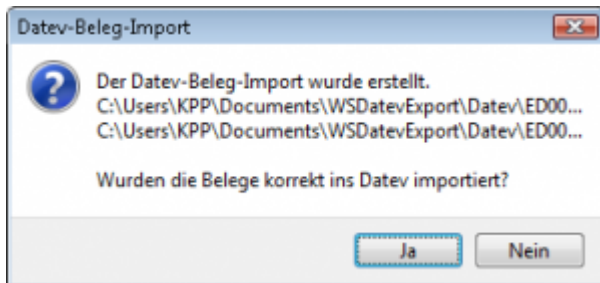 Datev-Beleg-Import
Der Datev-Beleg-Import wurde erstellt.
C:\Users\KPP\Documents\WSDatevExport\Datev\ED00...
C:\Users\KPP\Documents\WSDatevExport\Datev\ED00...
Wurden die Belege korrekt ins Datev importiert?
Ja Nein